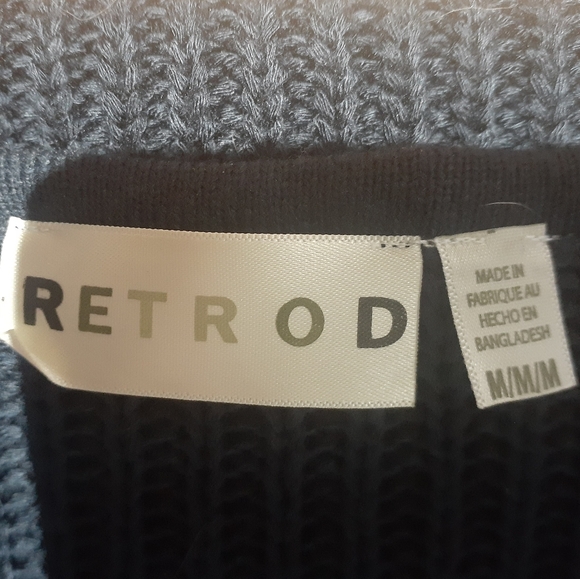 RETROD
MADE IN
FABRIQUE AU
HECHO EN
BANGLADESH
M/M/M